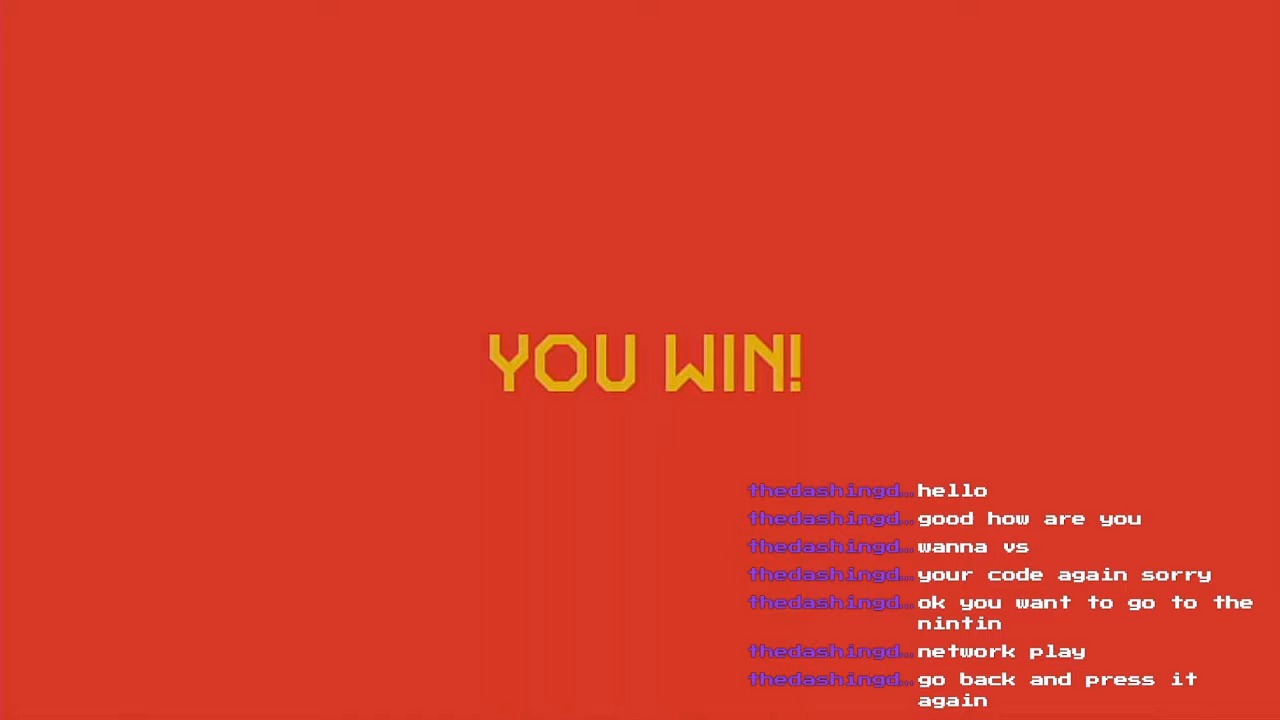 YOU WIN!
thedashingd… hello
thedashingd… good how are you
thedashingd… wanna vs
thedashingd… your code again sorry
thedashingd… ok you want to go to the
nintin
thedashingd… network play
thedashingd… go back and press it
again